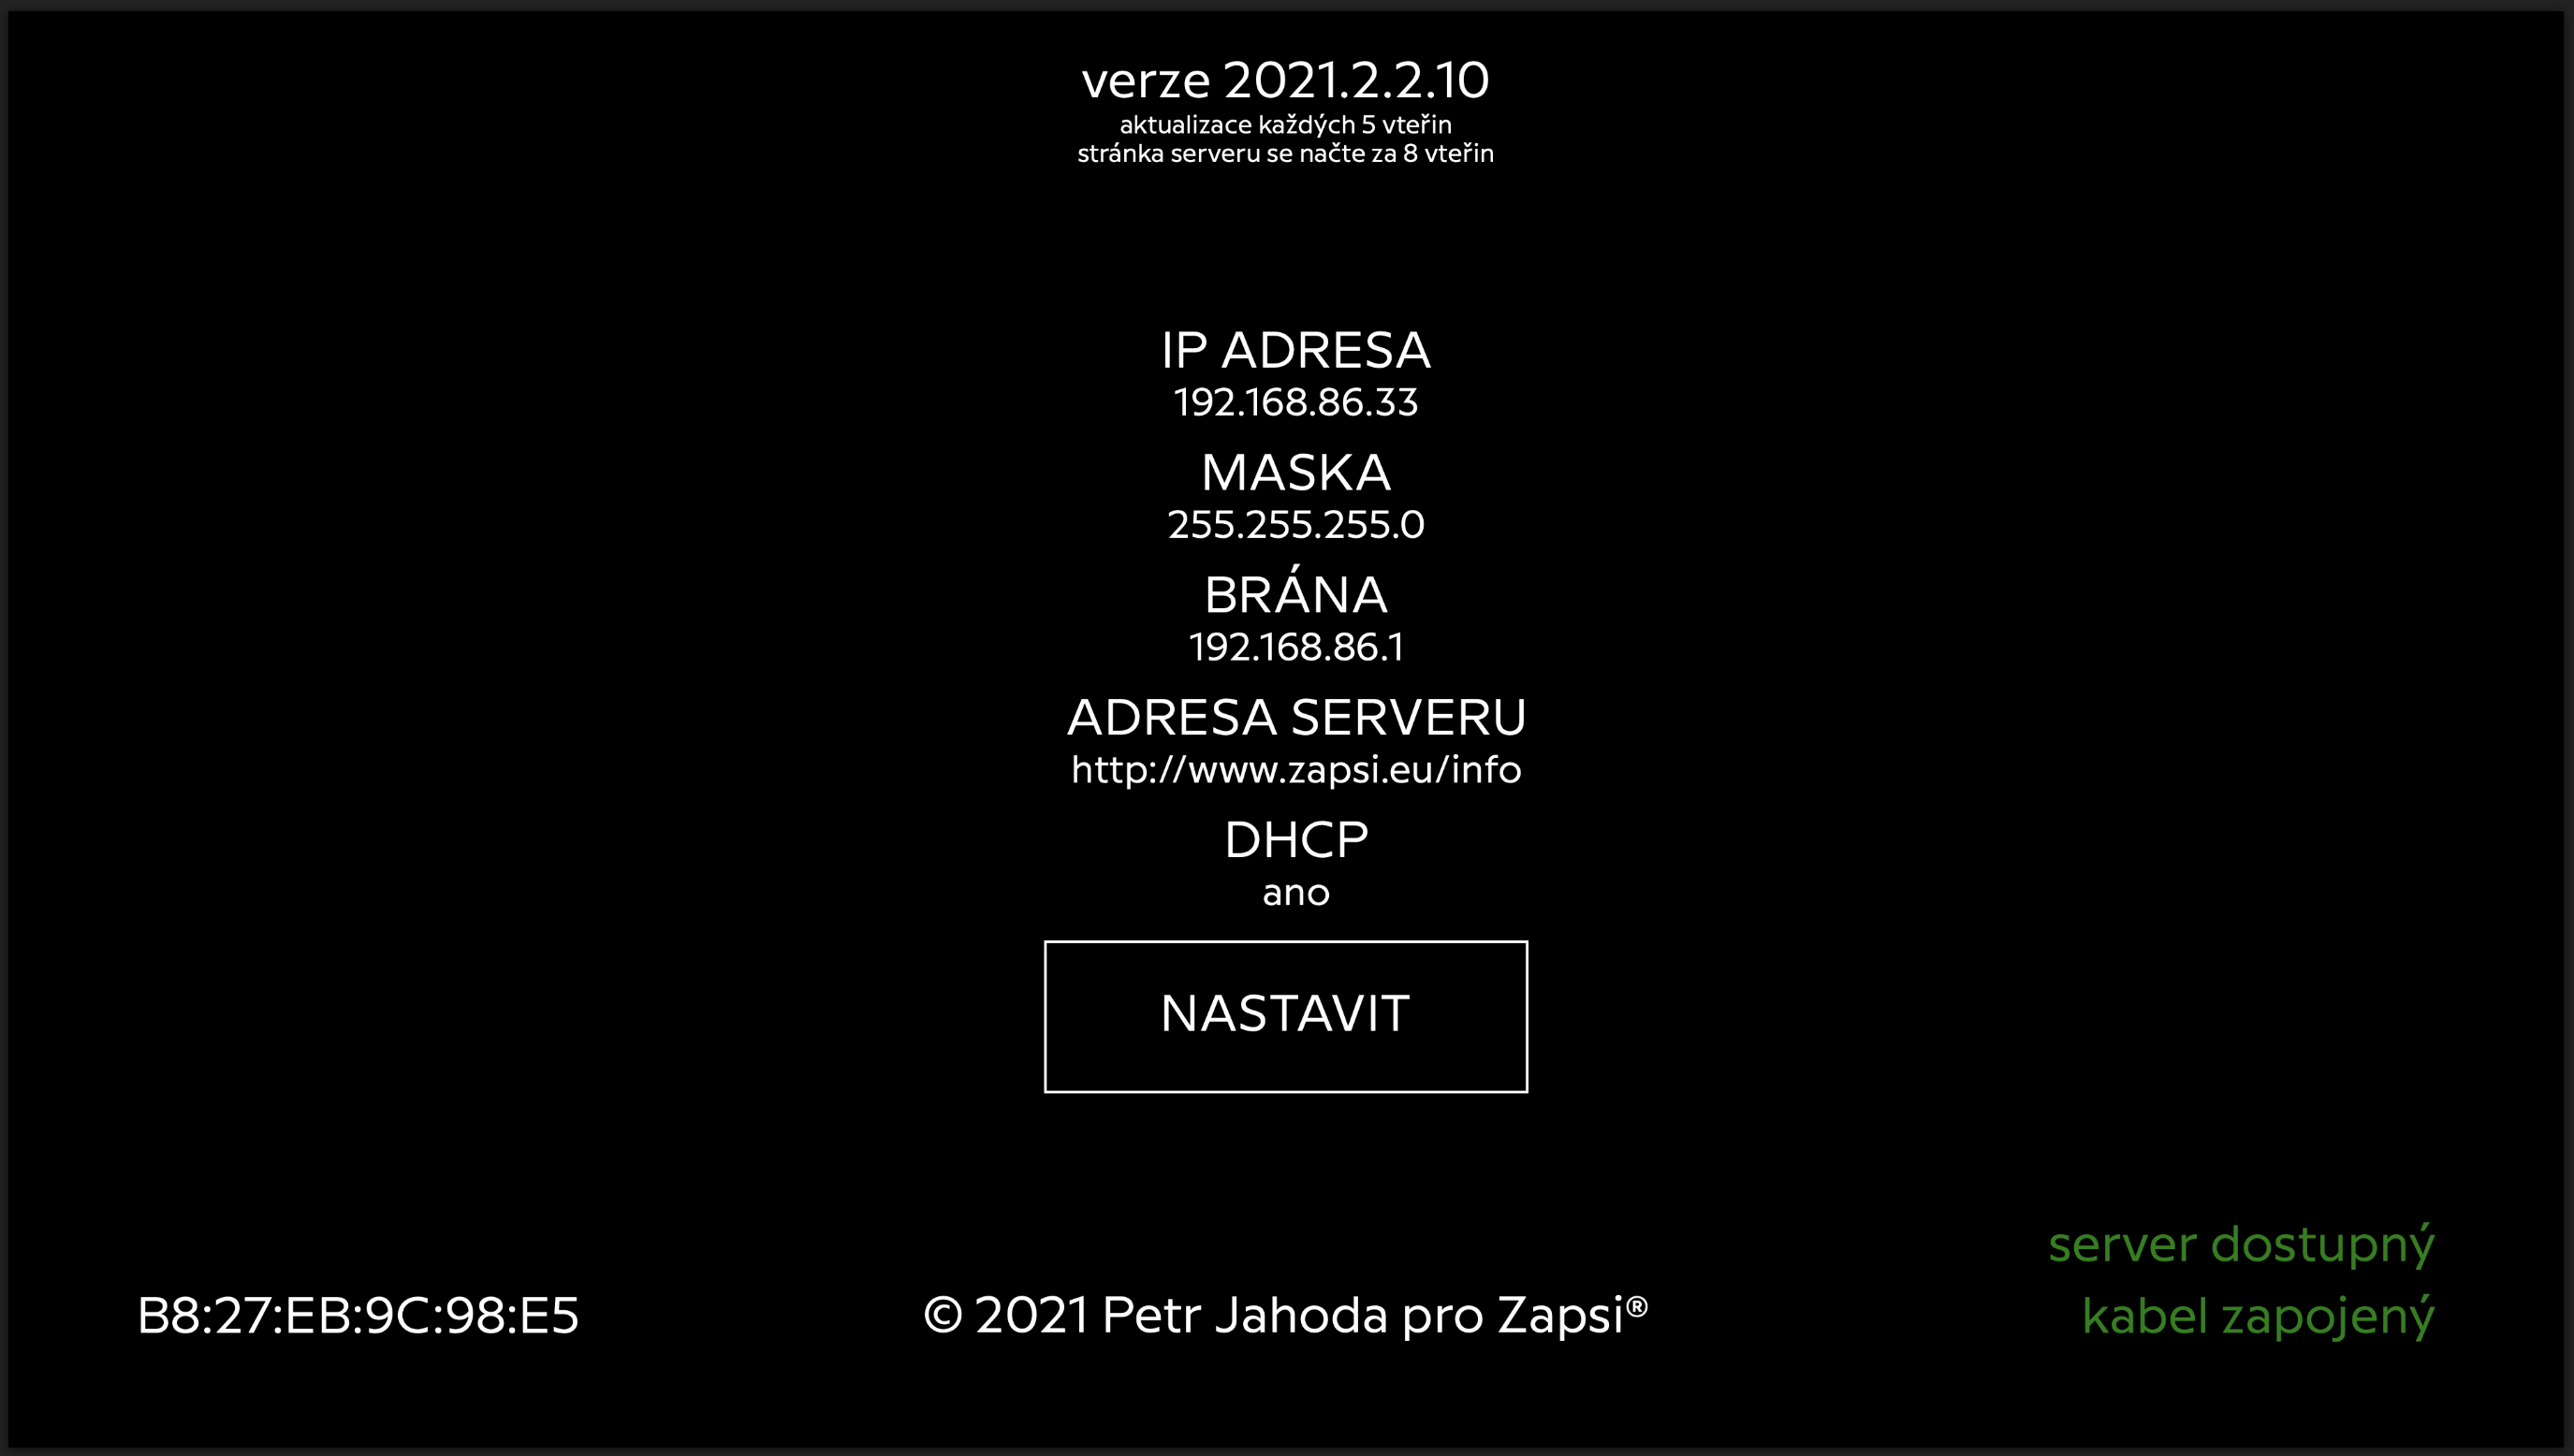 verze 2021.2.2.10
aktualizace každých 5 vteřin
stránka serveru se načte za 8 vteřin
IP ADRESA
192.168.86.33
MASKA
255.255.255.0
BRÁNA
192.168.86.1
ADRESA SERVERU
http://www.zapsi.eu/info
DHCP
ano
NASTAVIT
server dostupný
kabel zapojený
B8:27:EB:9C:98:E5
© 2021 Petr Jahoda pro Zapsi®